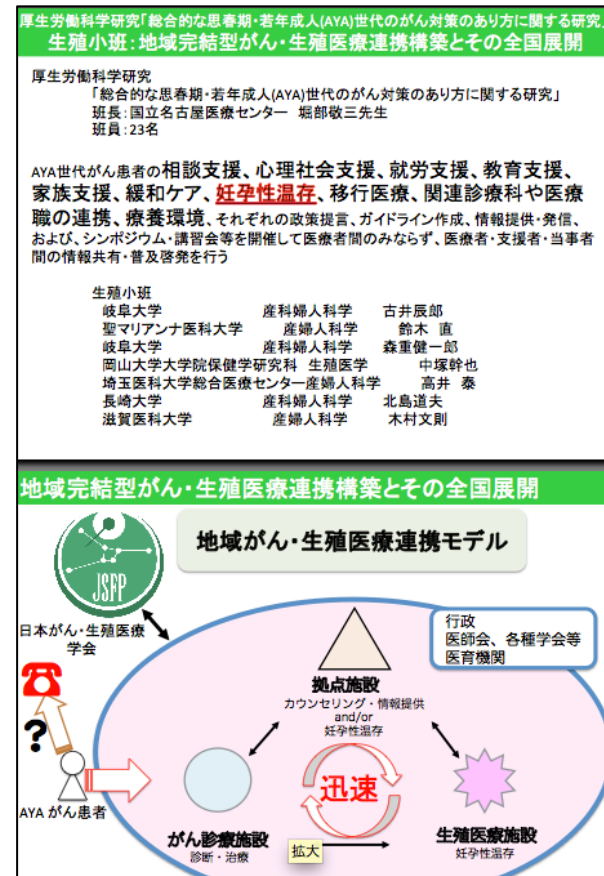 厚生労働科学研究「総合的な思春期・若年成人(AYA)世代のがん対策のあり方に関する研究」
生殖小班：地域完結型がん・生殖医療連携構築とその全国展開
厚生労働科学研究
「総合的な思春期・若年成人(AYA)世代のがん対策のあり方に関する研究」
班長：国立名古屋医療センター　堀部敬三先生
班員：23名
AYA世代がん患者の相談支援、心理社会支援、就労支援、教育支援、
家族支援、緩和ケア、妊孕性温存、移行医療、関連診療科や医療
職の連携、療養環境、それぞれの政策提言、ガイドライン作成、情報提供・発信、
および、シンポジウム・講習会等を開催して医療者間のみならず、医療者・支援者・当事者
間の情報共有・普及啓発を行う
生殖小班
岐阜大学　産科婦人科学　古井辰郎
聖マリアンナ医科大学　産婦人科学　鈴木 直
岐阜大学　産科婦人科学　森重健一郎
岡山大学大学院保健学研究科 生殖医学　中塚幹也
埼玉医科大学総合医療センター産婦人科学　高井 泰
長崎大学　産科婦人科学　北島道夫
滋賀医科大学　産婦人科学　木村文則
地域完結型がん・生殖医療連携構築とその全国展開
地域がん・生殖医療連携モデル
JSFP
日本がん・生殖医療
学会
行政
医師会、各種学会等
医育機関
拠点施設
カウンセリング・情報提供
and/or
妊孕性温存
?
迅速
AYA がん患者
がん診療施設
診断・治療
拡大
生殖医療施設
妊孕性温存